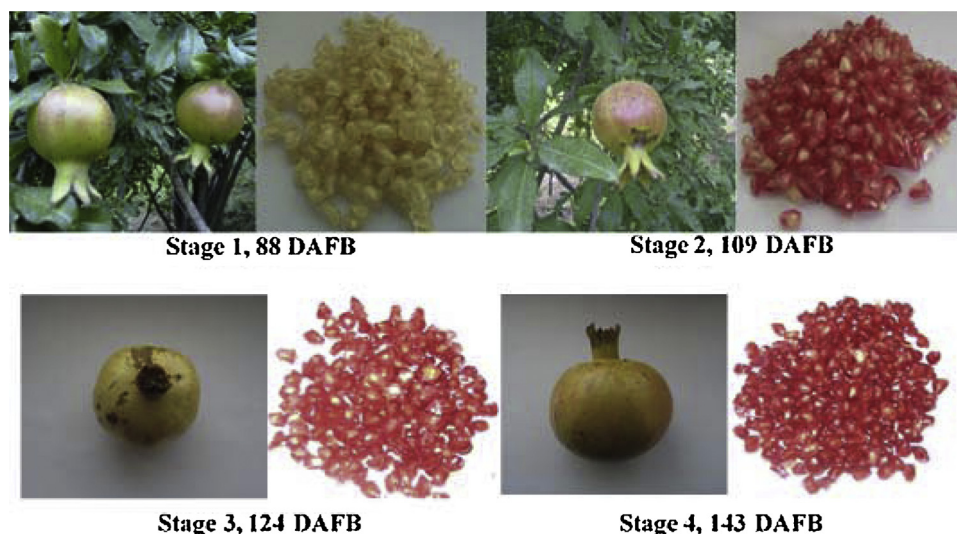 Stage 1, 88 DAFB
Stage 2, 109 DAFB
Stage 3, 124 DAFB
Stage 4, 143 DAFB